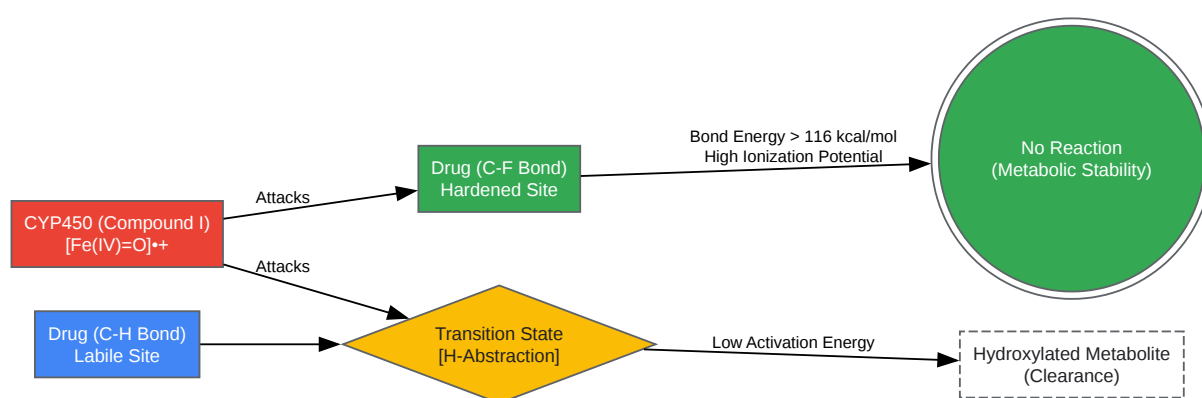 Bond Energy > 116 kcal/mol
High Ionization Potential
No Reaction
(Metabolic Stability)
Drug (C-F Bond)
Hardened Site
Attacks
CYP450 (Compound I)
[Fe(IV)=O]•+
Attacks
Drug (C-H Bond)
Labile Site
Transition State
[H-Abstraction]
Low Activation Energy
Hydroxylated Metabolite
(Clearance)